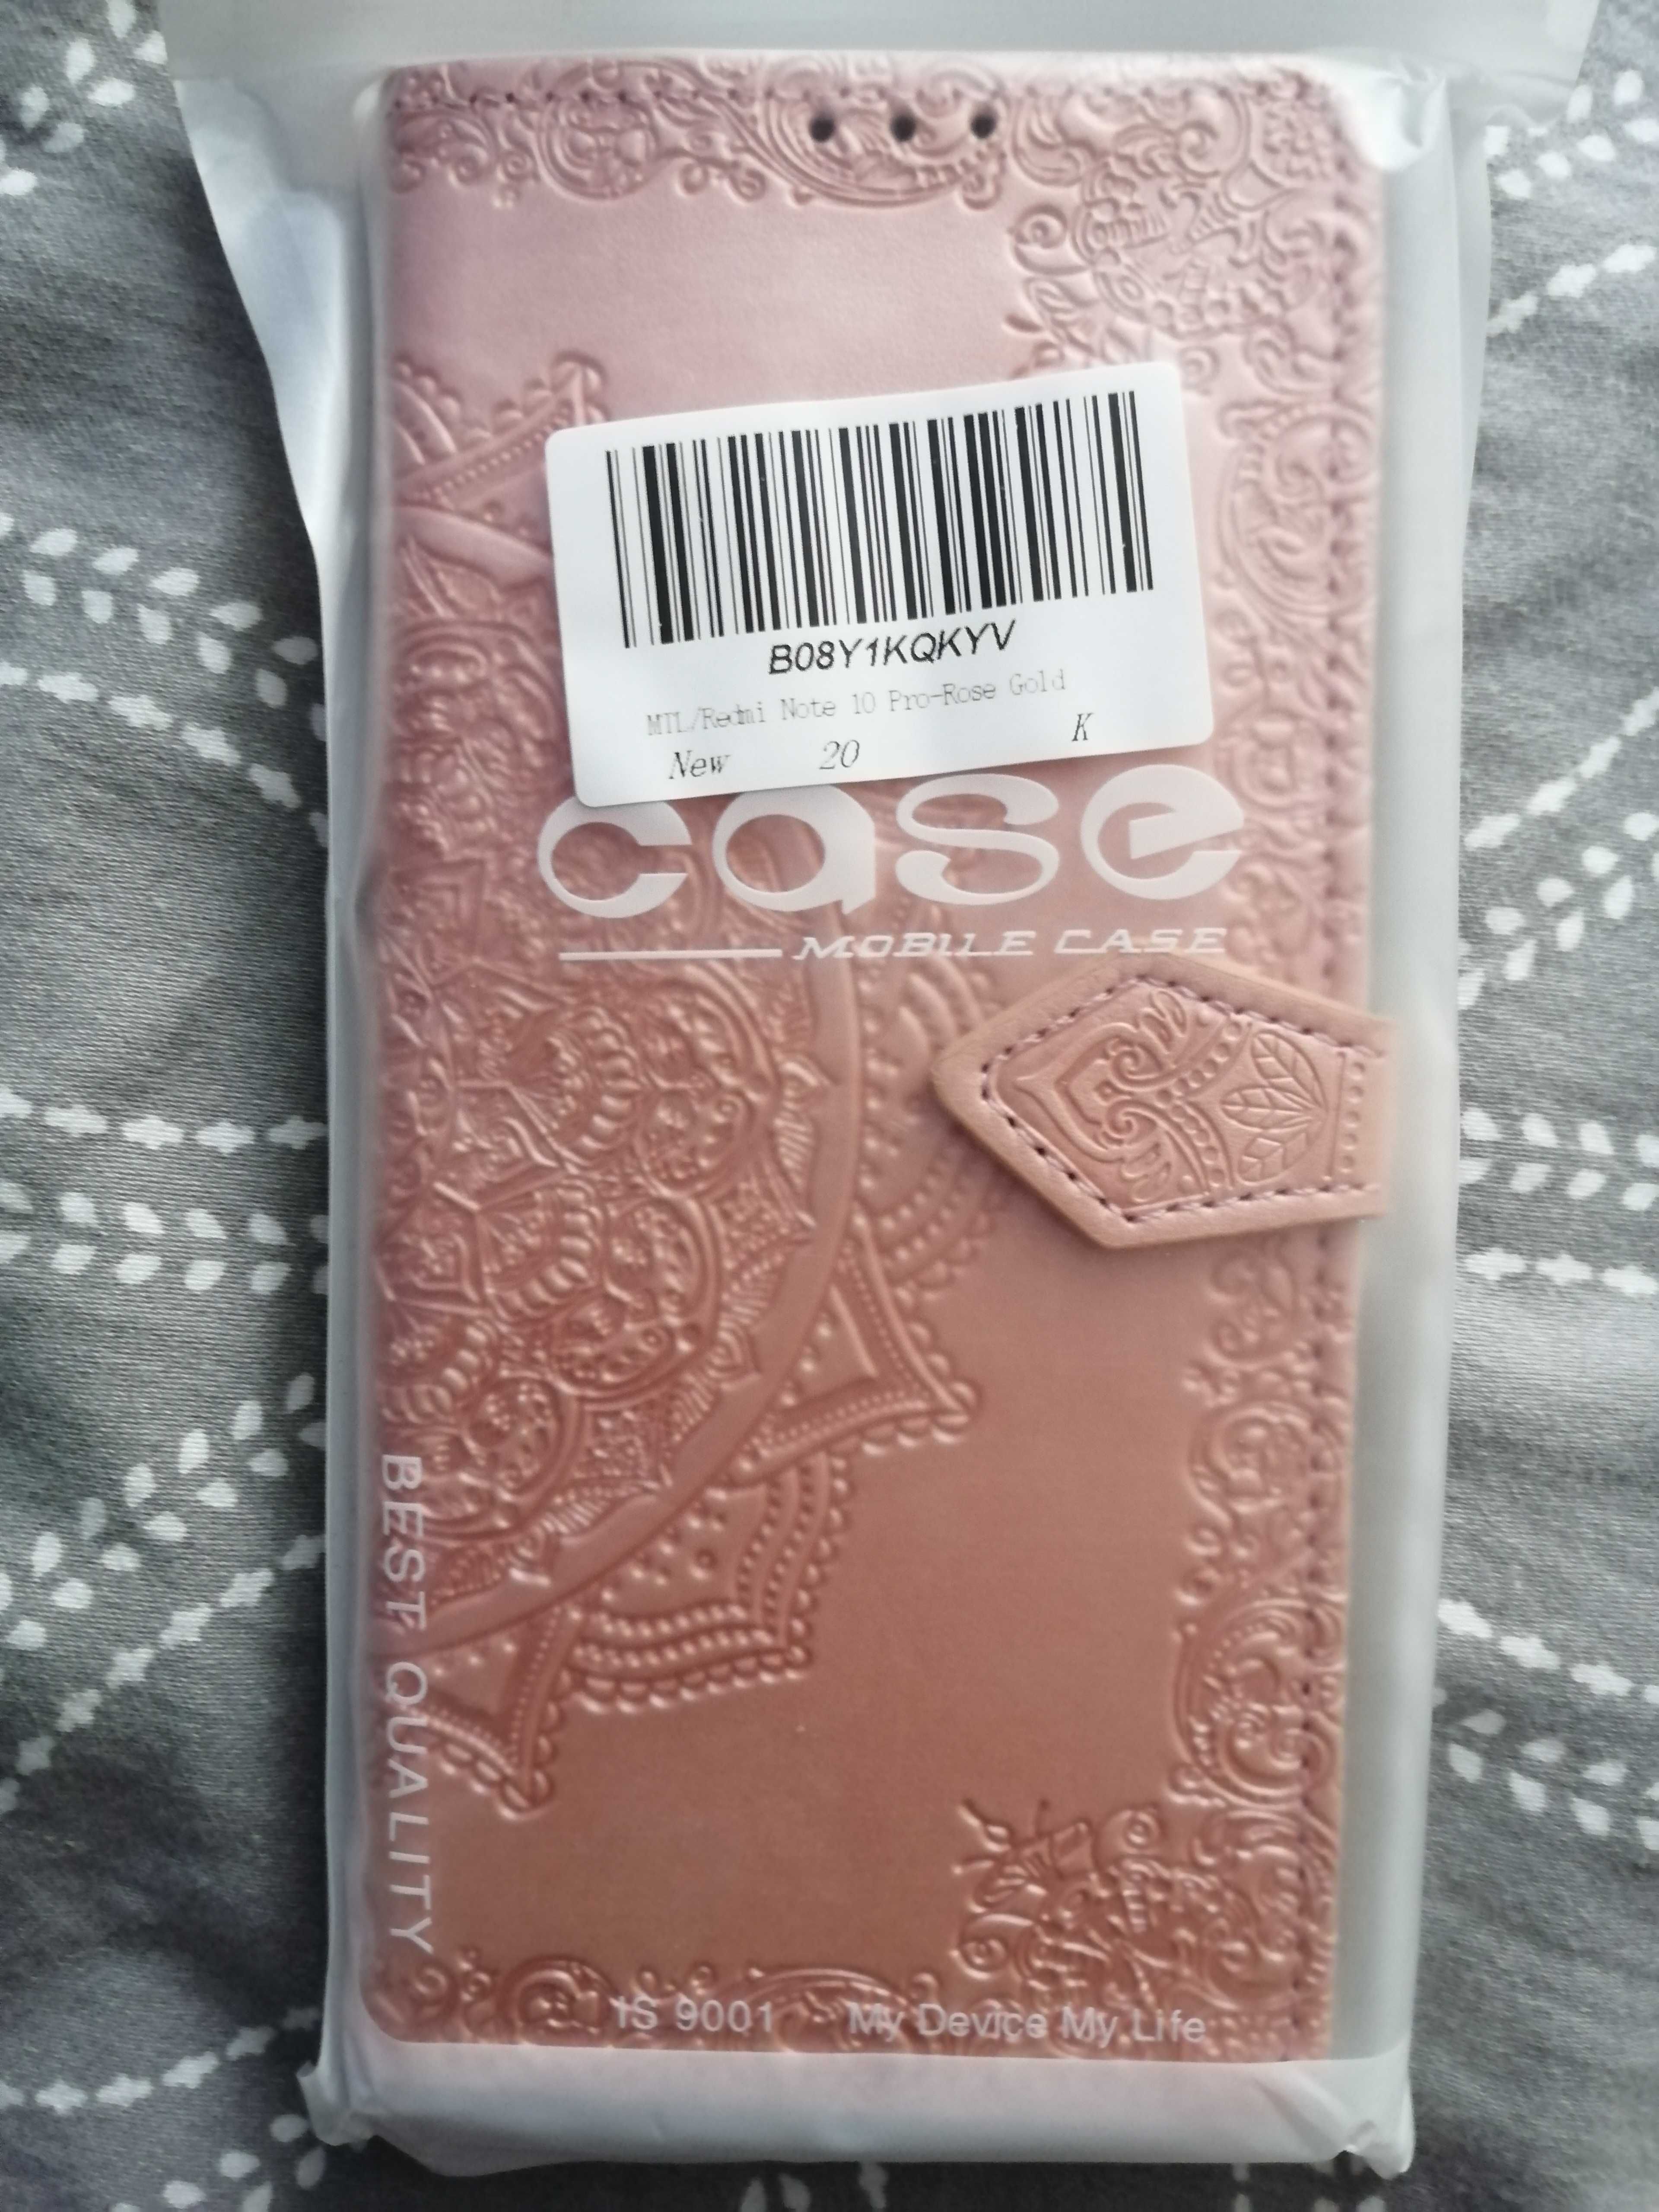 B08Y1KQKYV
MTL/Redmi Note 10 Pro-Rose Gold
New 20 K
case
MOBILE CASE
BEST QUALITY
IS 9001 My Device My Life